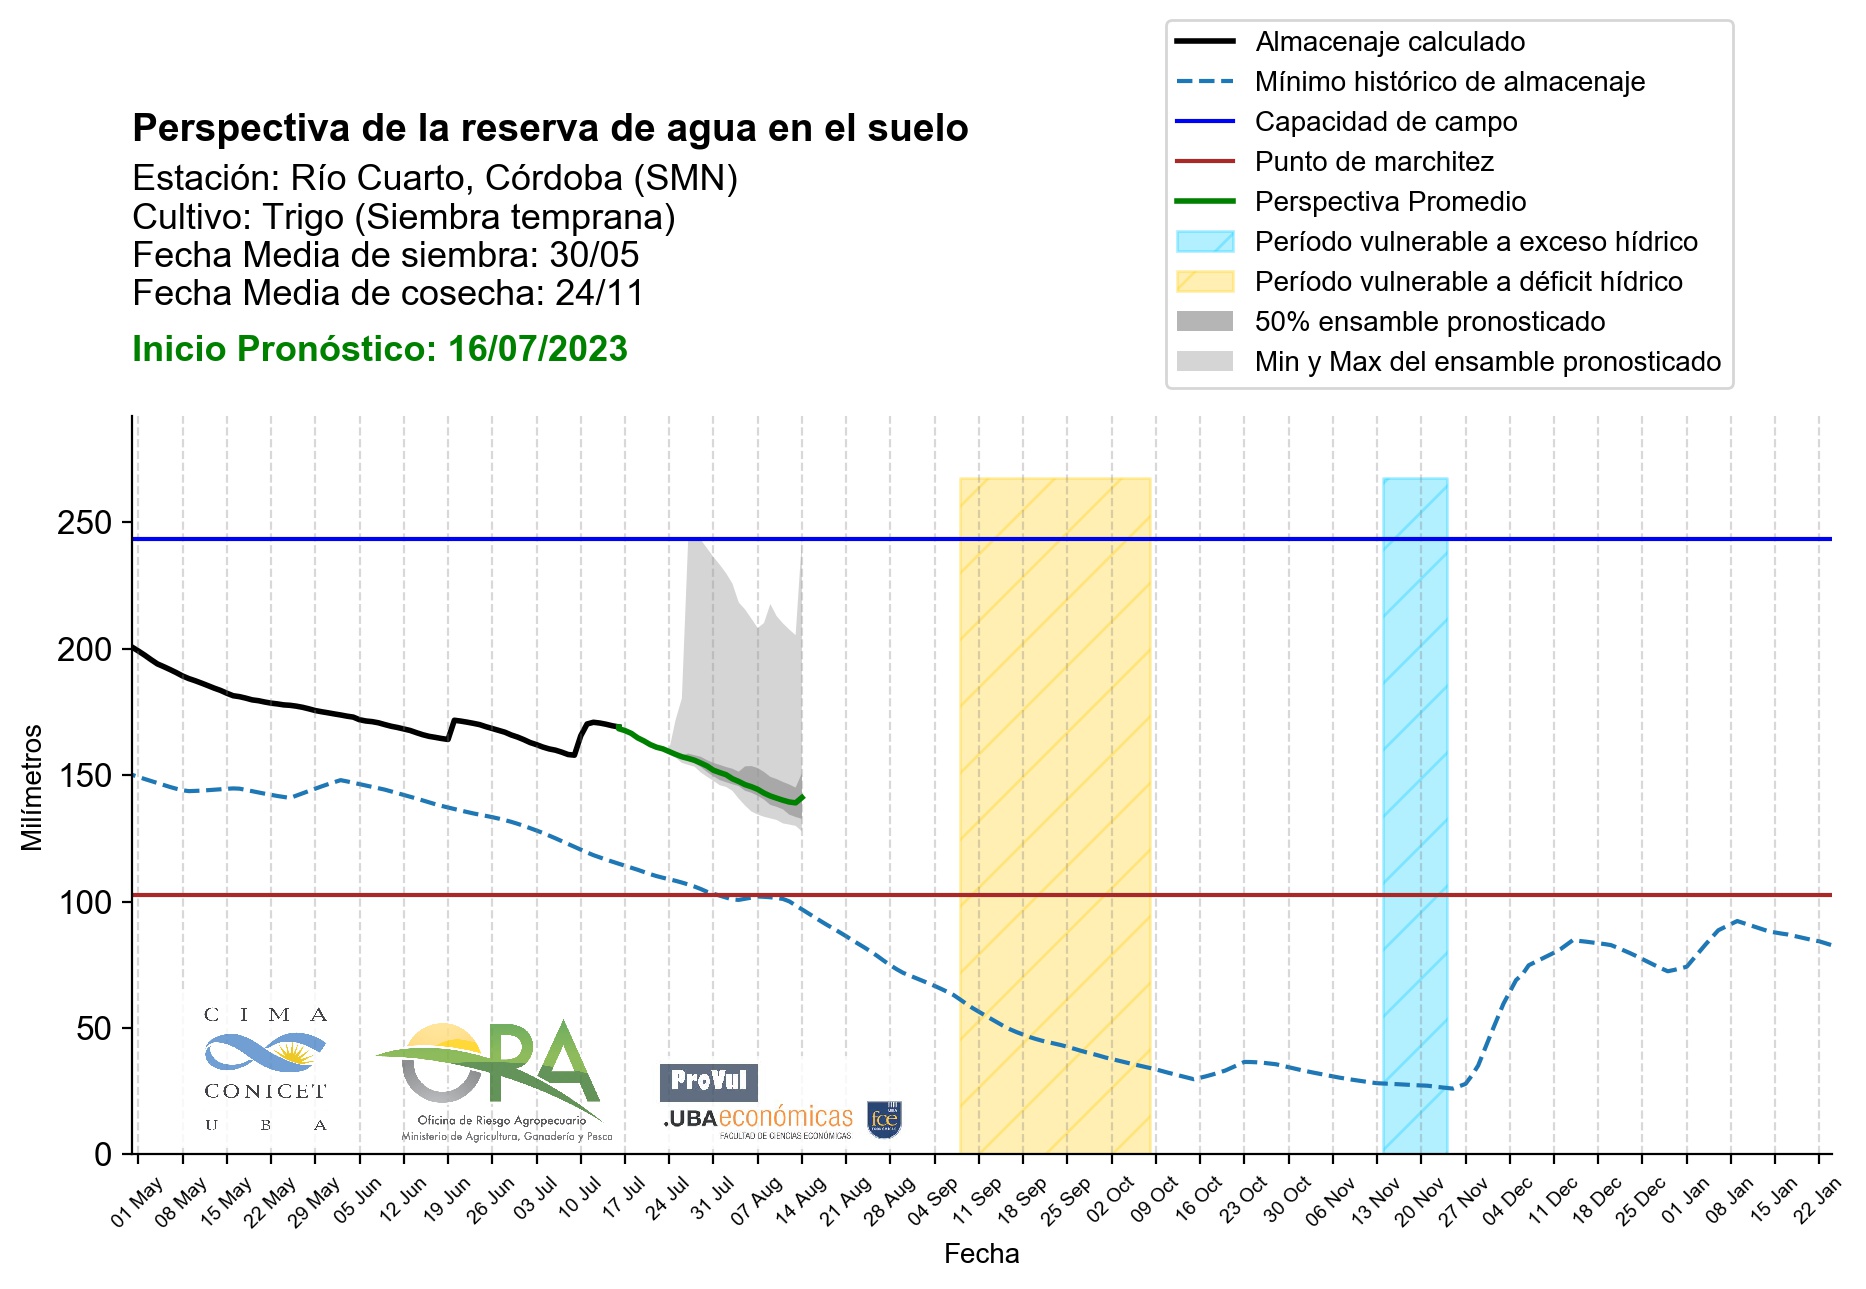 Almacenaje calculado
Mínimo histórico de almacenaje
Capacidad de campo
Punto de marchitez
Perspectiva Promedio
Período vulnerable a exceso hídrico
Período vulnerable a déficit hídrico
50% ensamble pronosticado
Min y Max del ensamble pronosticado
Perspectiva de la reserva de agua en el suelo
Estación: Río Cuarto, Córdoba (SMN)
Cultivo: Trigo (Siembra temprana)
Fecha Media de siembra: 30/05
Fecha Media de cosecha: 24/11
Inicio Pronóstico: 16/07/2023
Milímetros
250
200
150
100
50
0
CIMA
CONICET
UBA
ORA
Oficina de Riesgo Agropecuario
Ministerio de Agricultura, Ganadería y Pesca
ProVul
.UBAeconómicas
FACULTAD DE CIENCIAS ECONÓMICAS
fce
01 May 08 May 15 May 22 May 29 May 05 Jun 12 Jun 19 Jun 26 Jun 03 Jul 10 Jul 17 Jul 24 Jul 31 Jul 07 Aug 14 Aug 21 Aug 28 Aug 04 Sep 11 Sep 18 Sep 25 Sep 02 Oct 09 Oct 16 Oct 23 Oct 30 Oct 06 Nov 13 Nov 20 Nov 27 Nov 04 Dec 11 Dec 18 Dec 25 Dec 01 Jan 08 Jan 15 Jan 22 Jan
Fecha